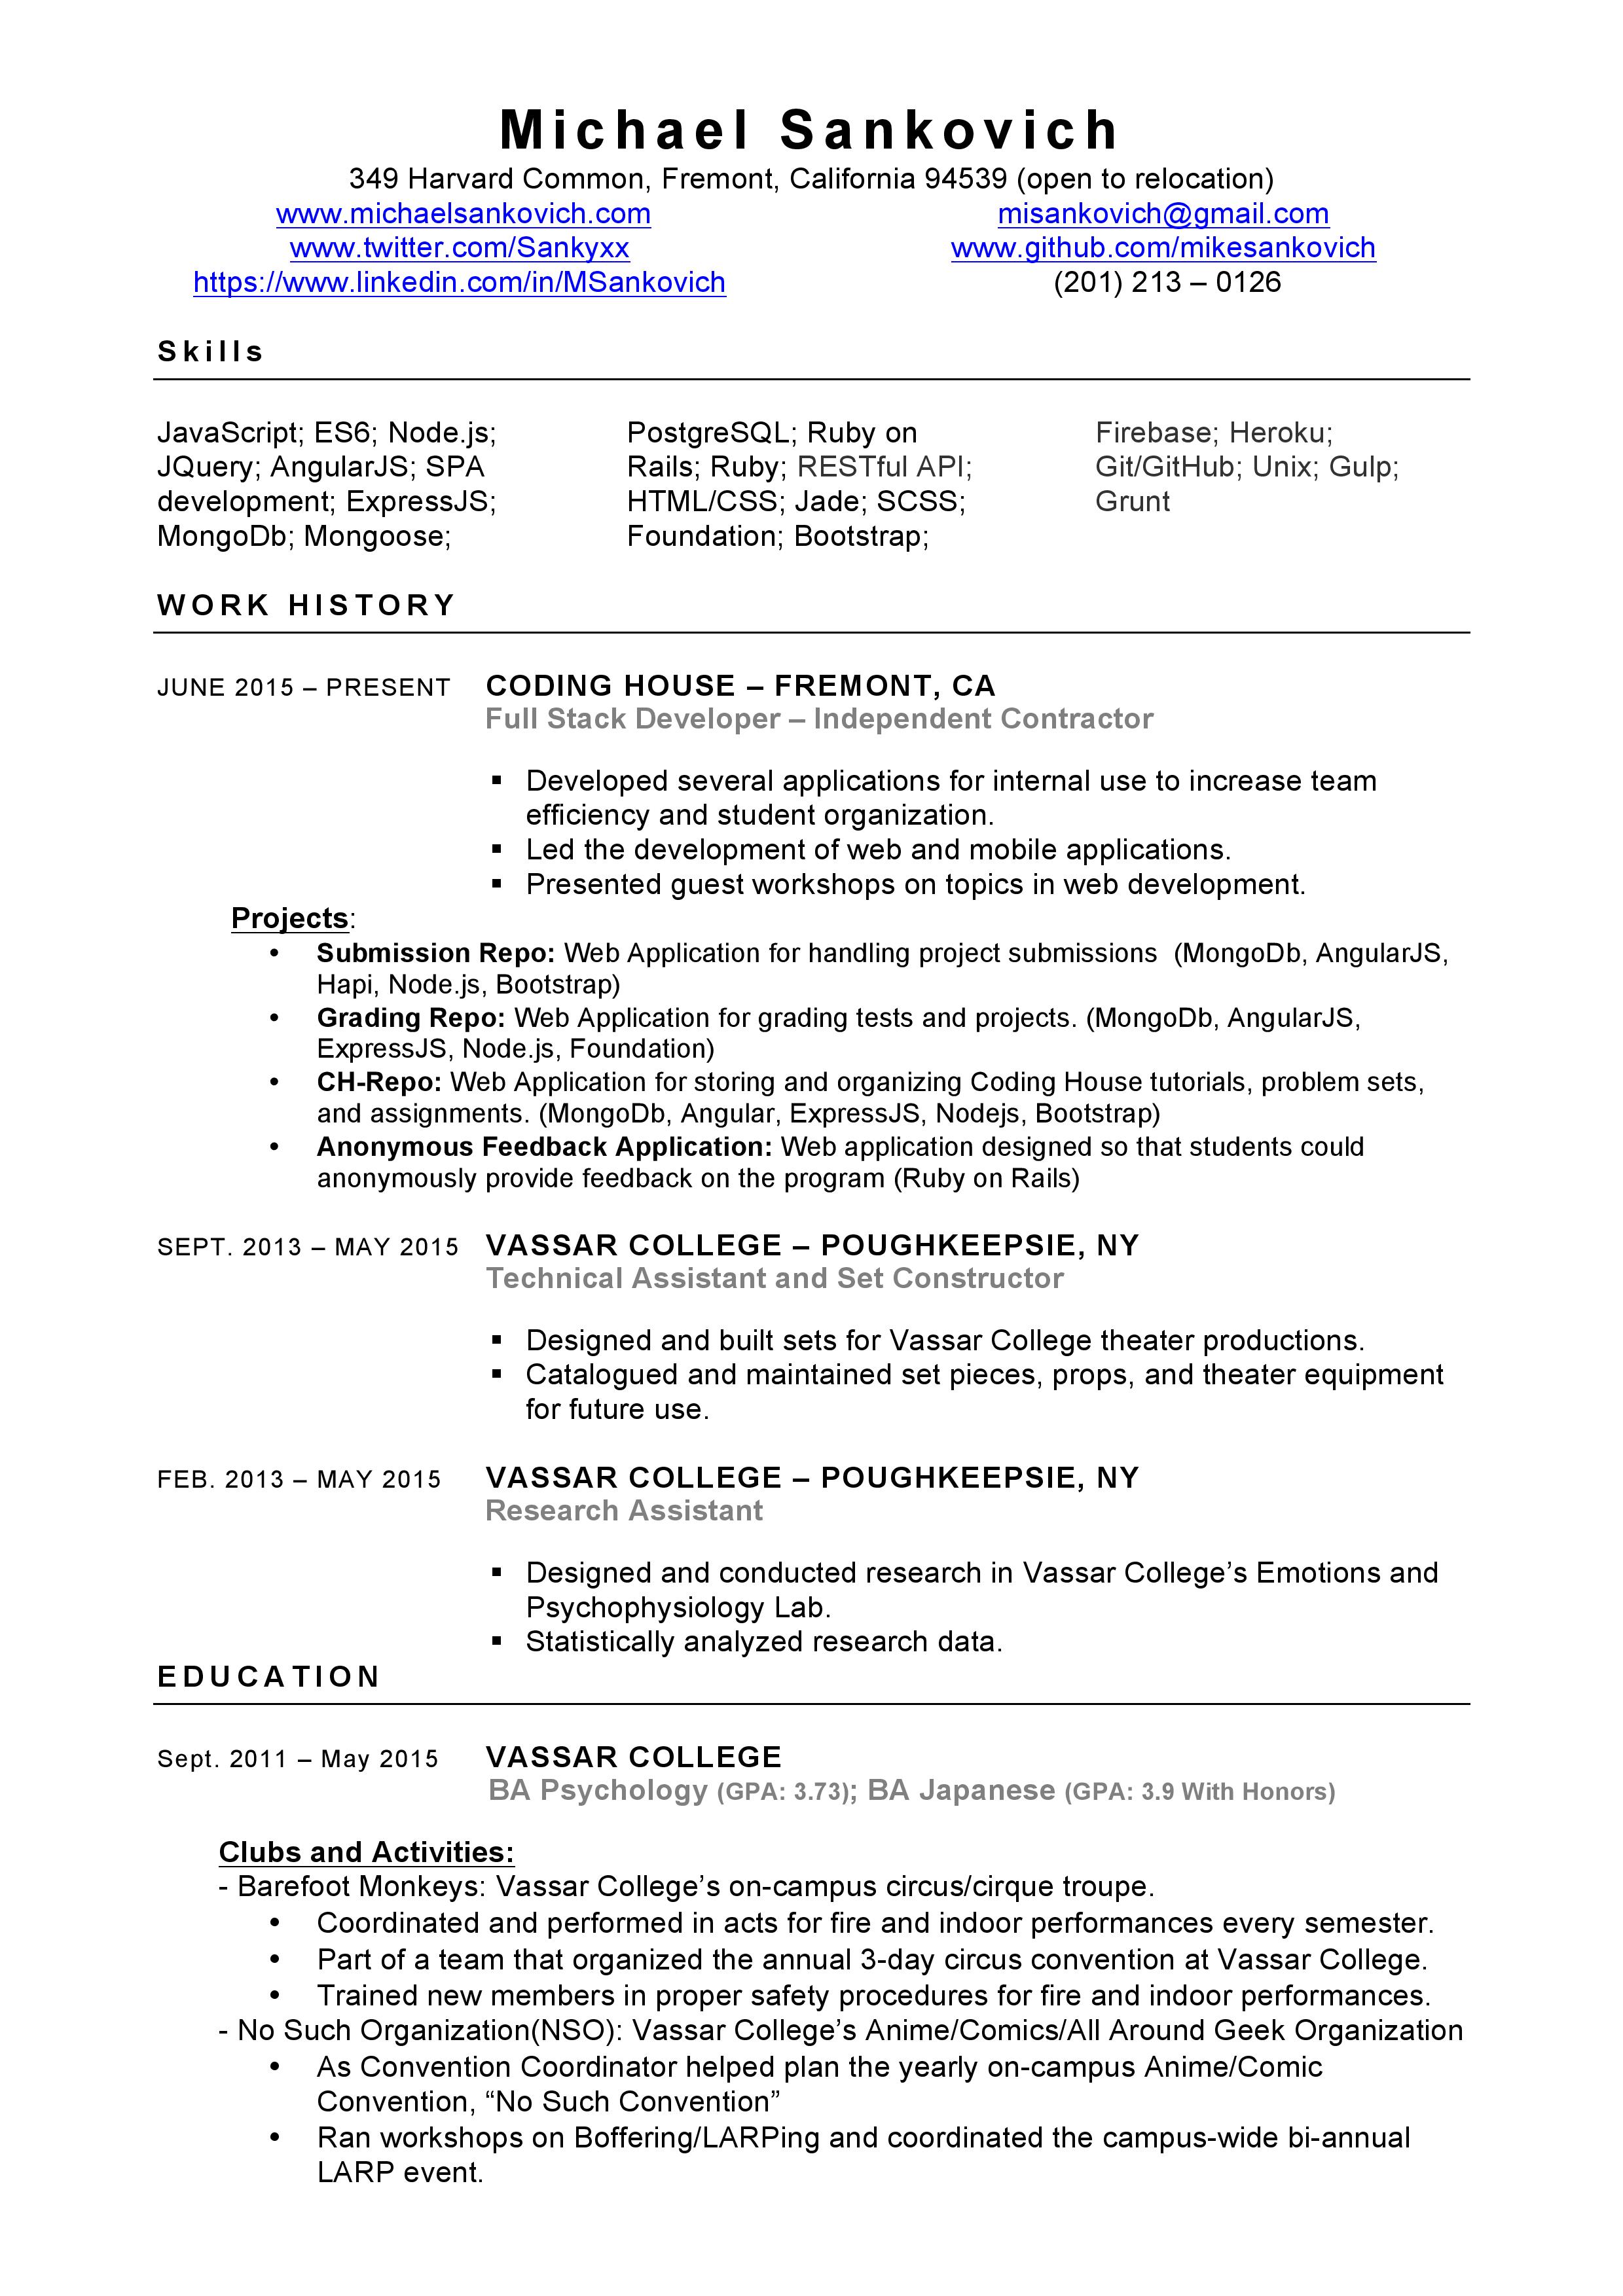 Michael Sankovich
349 Harvard Common, Fremont, California 94539 (open to relocation)
www.michaelsankovich.com misankovich@gmail.com
www.twitter.com/Sankyxx www.github.com/mikesankovich
https://www.linkedin.com/in/MSankovich (201) 213 – 0126
Skills
JavaScript; ES6; Node.js;
JQuery; AngularJS; SPA
development; ExpressJS;
MongoDb; Mongoose;
PostgreSQL; Ruby on
Rails; Ruby; RESTful API;
HTML/CSS; Jade; SCSS;
Foundation; Bootstrap;
Firebase; Heroku;
Git/GitHub; Unix; Gulp;
Grunt
WORK HISTORY
JUNE 2015 – PRESENT CODING HOUSE – FREMONT, CA
Full Stack Developer – Independent Contractor
▪ Developed several applications for internal use to increase team
efficiency and student organization.
▪ Led the development of web and mobile applications.
▪ Presented guest workshops on topics in web development.
Projects:
• Submission Repo: Web Application for handling project submissions (MongoDb, AngularJS,
Hapi, Node.js, Bootstrap)
• Grading Repo: Web Application for grading tests and projects. (MongoDb, AngularJS,
ExpressJS, Node.js, Foundation)
• CH-Repo: Web Application for storing and organizing Coding House tutorials, problem sets,
and assignments. (MongoDb, Angular, ExpressJS, Nodejs, Bootstrap)
• Anonymous Feedback Application: Web application designed so that students could
anonymously provide feedback on the program (Ruby on Rails)
SEPT. 2013 – MAY 2015 VASSAR COLLEGE – POUGHKEEPSIE, NY
Technical Assistant and Set Constructor
▪ Designed and built sets for Vassar College theater productions.
▪ Catalogued and maintained set pieces, props, and theater equipment
for future use.
FEB. 2013 – MAY 2015 VASSAR COLLEGE – POUGHKEEPSIE, NY
Research Assistant
▪ Designed and conducted research in Vassar College’s Emotions and
Psychophysiology Lab.
▪ Statistically analyzed research data.
EDUCATION
Sept. 2011 – May 2015 VASSAR COLLEGE
BA Psychology (GPA: 3.73); BA Japanese (GPA: 3.9 With Honors)
Clubs and Activities:
- Barefoot Monkeys: Vassar College’s on-campus circus/cirque troupe.
• Coordinated and performed in acts for fire and indoor performances every semester.
• Part of a team that organized the annual 3-day circus convention at Vassar College.
• Trained new members in proper safety procedures for fire and indoor performances.
- No Such Organization(NSO): Vassar College’s Anime/Comics/All Around Geek Organization
• As Convention Coordinator helped plan the yearly on-campus Anime/Comic
Convention, “No Such Convention”
• Ran workshops on Boffering/LARPing and coordinated the campus-wide bi-annual
LARP event.